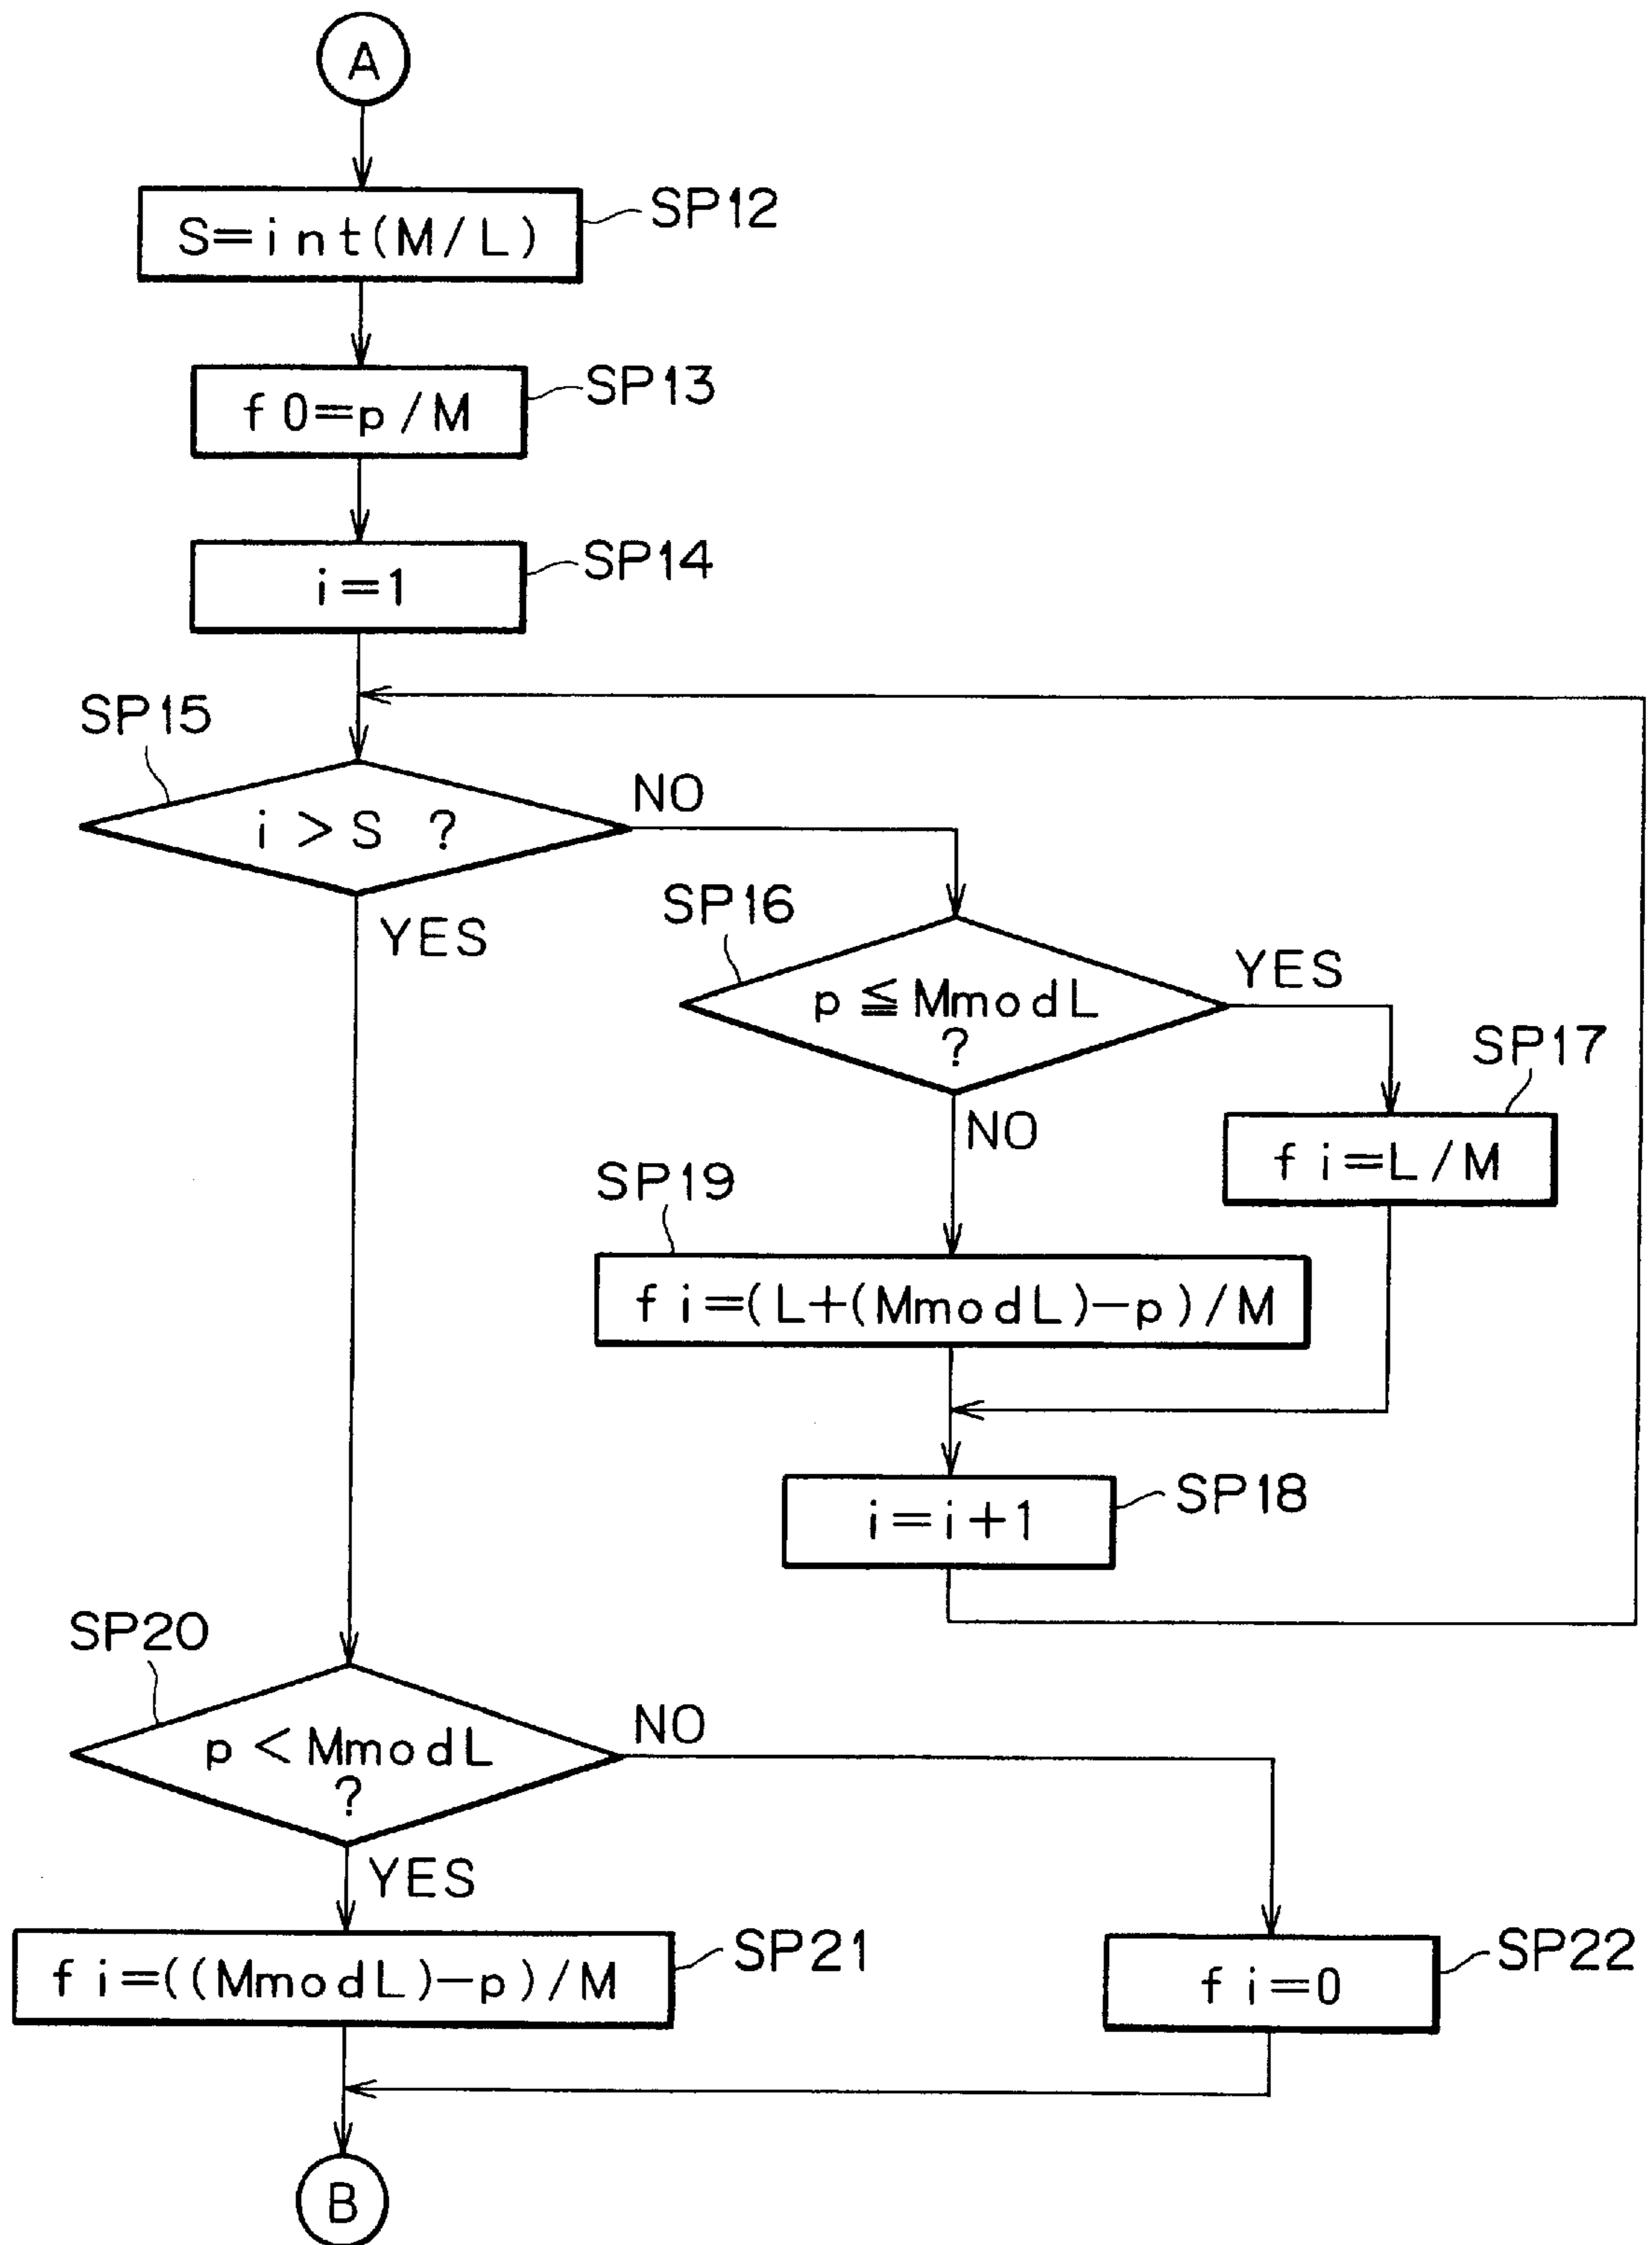 A
S=int(M/L)
SP12
f0=p/M
SP13
i=1
SP14
SP15
i>S ?
NO
YES
SP16
p≦MmodL
?
YES
NO
SP17
fi=L/M
SP19
fi=(L+(MmodL)-p)/M
i=i+1
SP18
SP20
p<MmodL
?
NO
YES
fi=((MmodL)-p)/M
SP21
fi=0
SP22
B